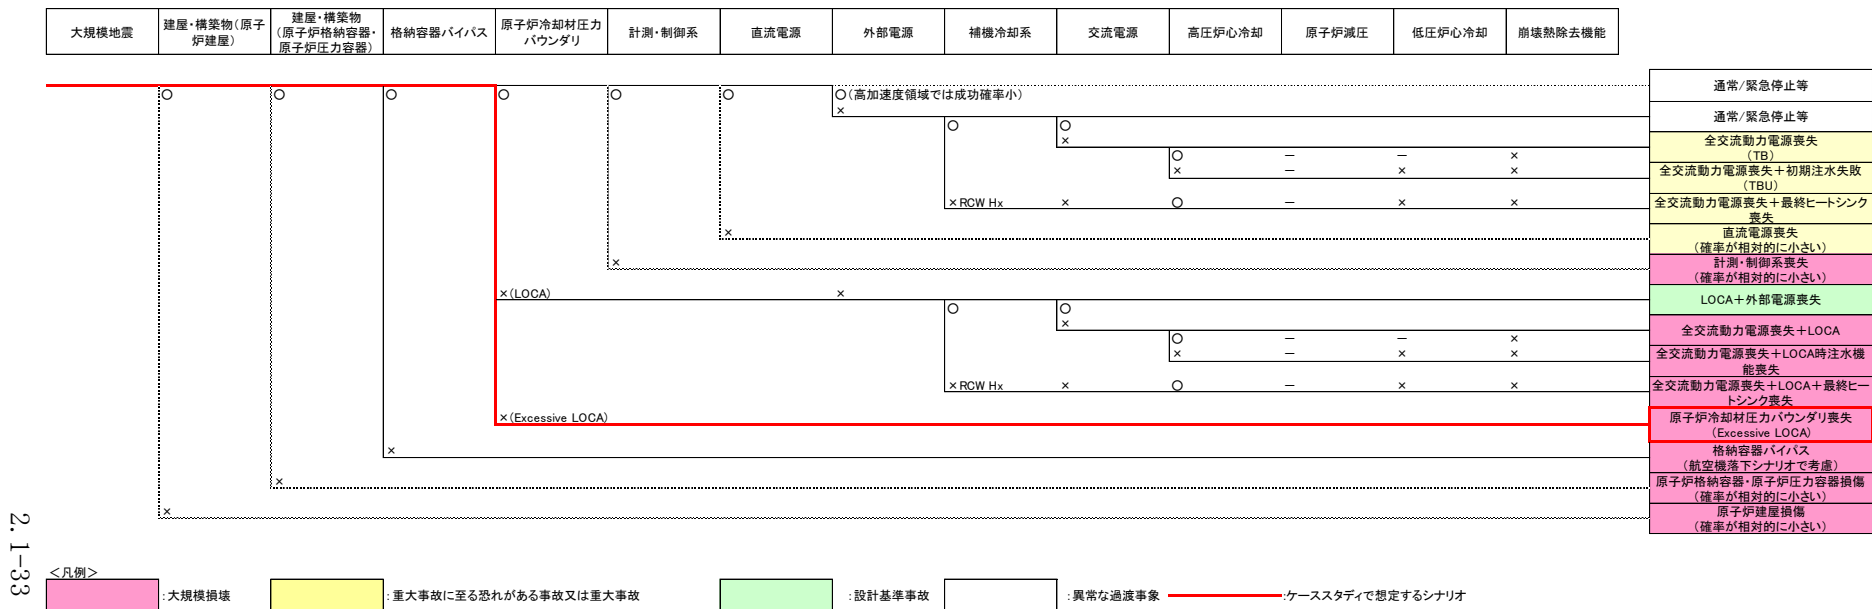 大規模地震
建屋・構築物(原子
炉建屋)
建屋・構築物
(原子炉格納容器・
原子炉圧力容器)
格納容器バイパス
原子炉冷却材圧力
バウンダリ
計測・制御系
直流電源
外部電源
補機冷却系
交流電源
高圧炉心冷却
原子炉減圧
低圧炉心冷却
崩壊熱除去機能
○ ○ ○ ○ ○ ○ ○(高加速度領域では成功確率小)
通常/緊急停止等
×
通常/緊急停止等
○ ○
×
全交流動力電源喪失
(TB)
○ － － ×
× － × ×
全交流動力電源喪失＋初期注水失敗
(TBU)
×RCW Hx × ○ － × ×
全交流動力電源喪失＋最終ヒートシンク
喪失
×
直流電源喪失
(確率が相対的に小さい)
×
計測・制御系喪失
(確率が相対的に小さい)
×(LOCA) ×
LOCA＋外部電源喪失
○ ○
×
全交流動力電源喪失＋LOCA
○ － － ×
× － × ×
全交流動力電源喪失＋LOCA時注水機
能喪失
×RCW Hx × ○ － × ×
全交流動力電源喪失＋LOCA＋最終ヒー
トシンク喪失
×(Excessive LOCA)
原子炉冷却材圧力バウンダリ喪失
(Excessive LOCA)
×
格納容器バイパス
(航空機落下シナリオで考慮)
×
原子炉格納容器・原子炉圧力容器損傷
(確率が相対的に小さい)
×
原子炉建屋損傷
(確率が相対的に小さい)
2.1-33
＜凡例＞
:大規模損壊
:重大事故に至る恐れがある事故又は重大事故
:設計基準事故
:異常な過渡事象
:ケーススタディで想定するシナリオ